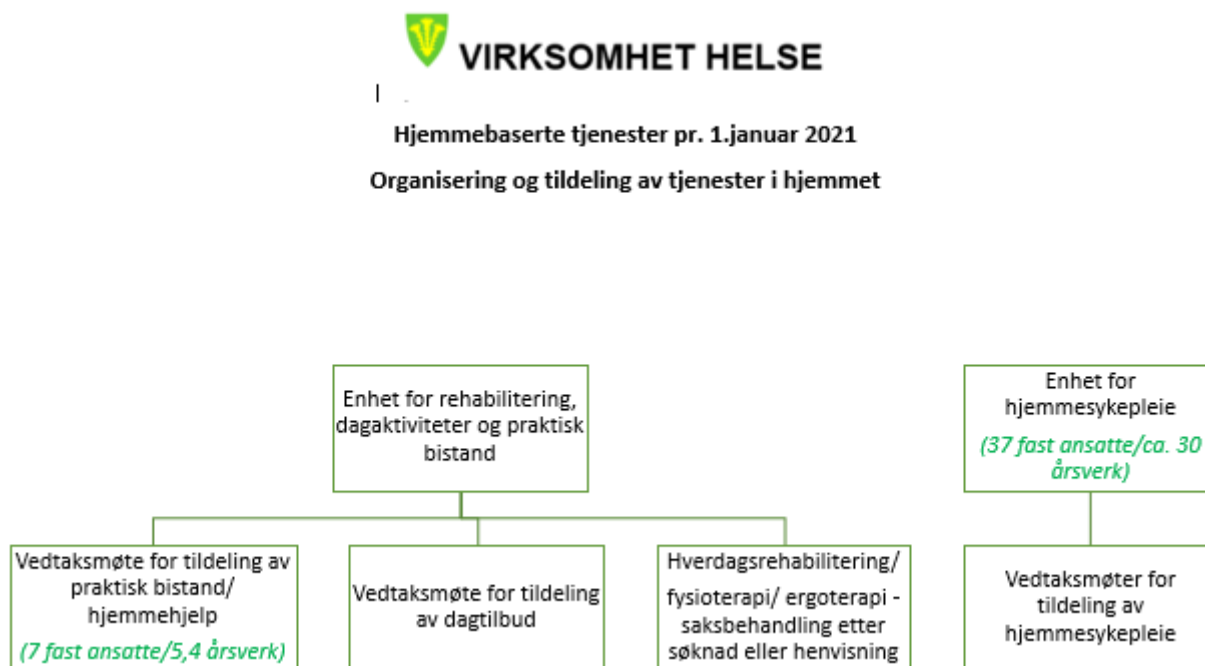 VIRKSOMHET HELSE
Hjemmebaserte tjenester pr. 1.januar 2021
Organisering og tildeling av tjenester i hjemmet
Enhet for rehabilitering,
dagaktiviteter og praktisk
bistand
Enhet for
hjemmesykepleie
(37 fast ansatte/ca. 30
årsverk)
Vedtaksmøte for tildeling av
praktisk bistand/
hjemmehjelp
(7 fast ansatte/5,4 årsverk)
Vedtaksmøte for tildeling
av dagtilbud
Hverdagsrehabilitering/
fysioterapi/ ergoterapi -
saksbehandling etter
søknad eller henvisning
Vedtaksmøter for
tildeling av
hjemmesykepleie